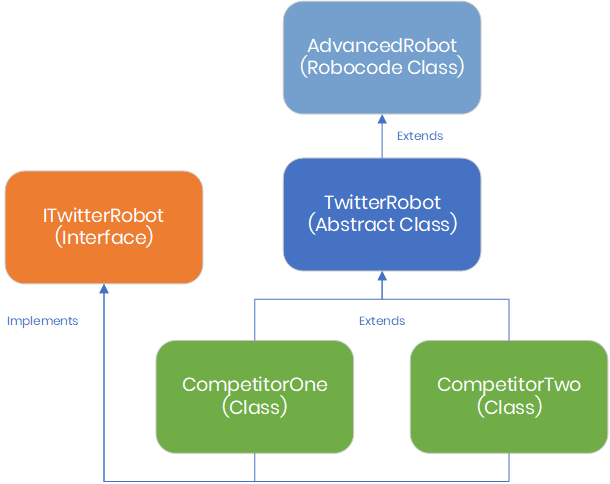 AdvancedRobot
(Robocode Class)
Extends
ITwitterRobot
(Interface)
TwitterRobot
(Abstract Class)
Implements
Extends
CompetitorOne
(Class)
CompetitorTwo
(Class)